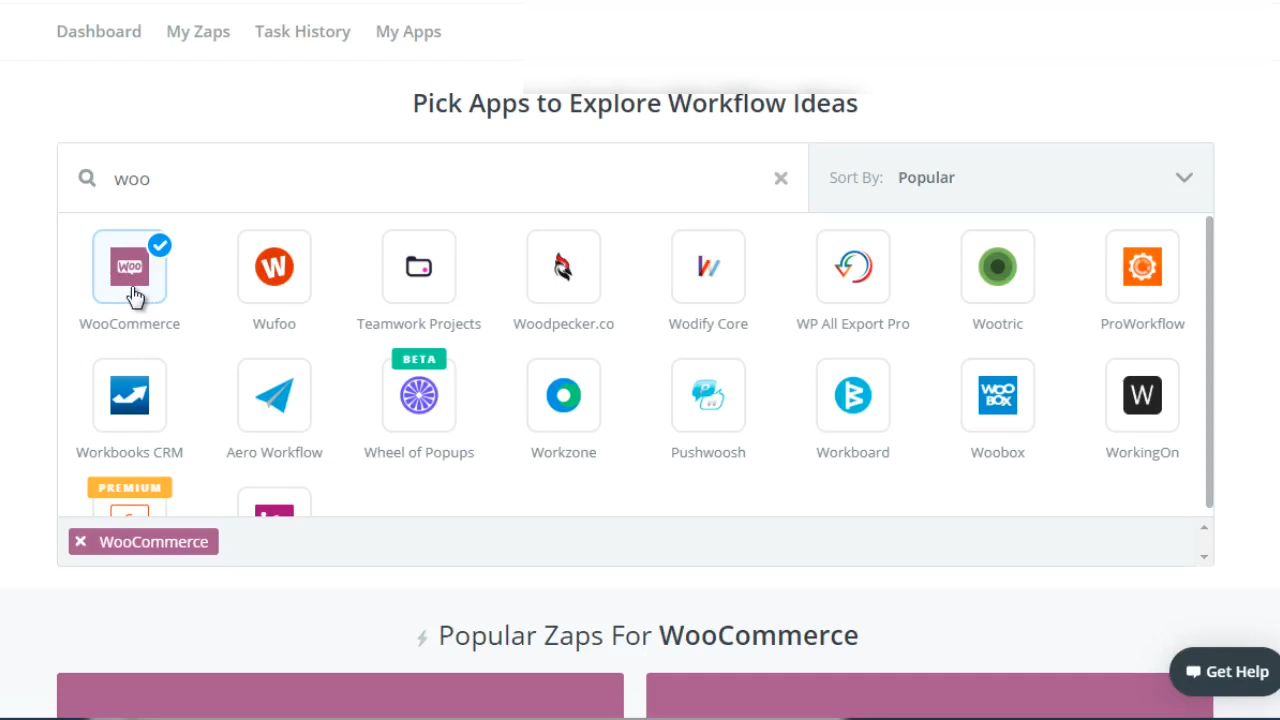 Dashboard My Zaps Task History My Apps
Pick Apps to Explore Workflow Ideas
woo
Sort By: Popular
WOO
W
WooCommerce Wufoo Teamwork Projects Woodpecker.co Wodify Core WP All Export Pro Wootric ProWorkflow
BETA
WOO
BOX
W
Workbooks CRM Aero Workflow Wheel of Popups Workzone Pushwoosh Workboard Woobox WorkingOn
PREMIUM
WooCommerce
Popular Zaps For WooCommerce
Get Help